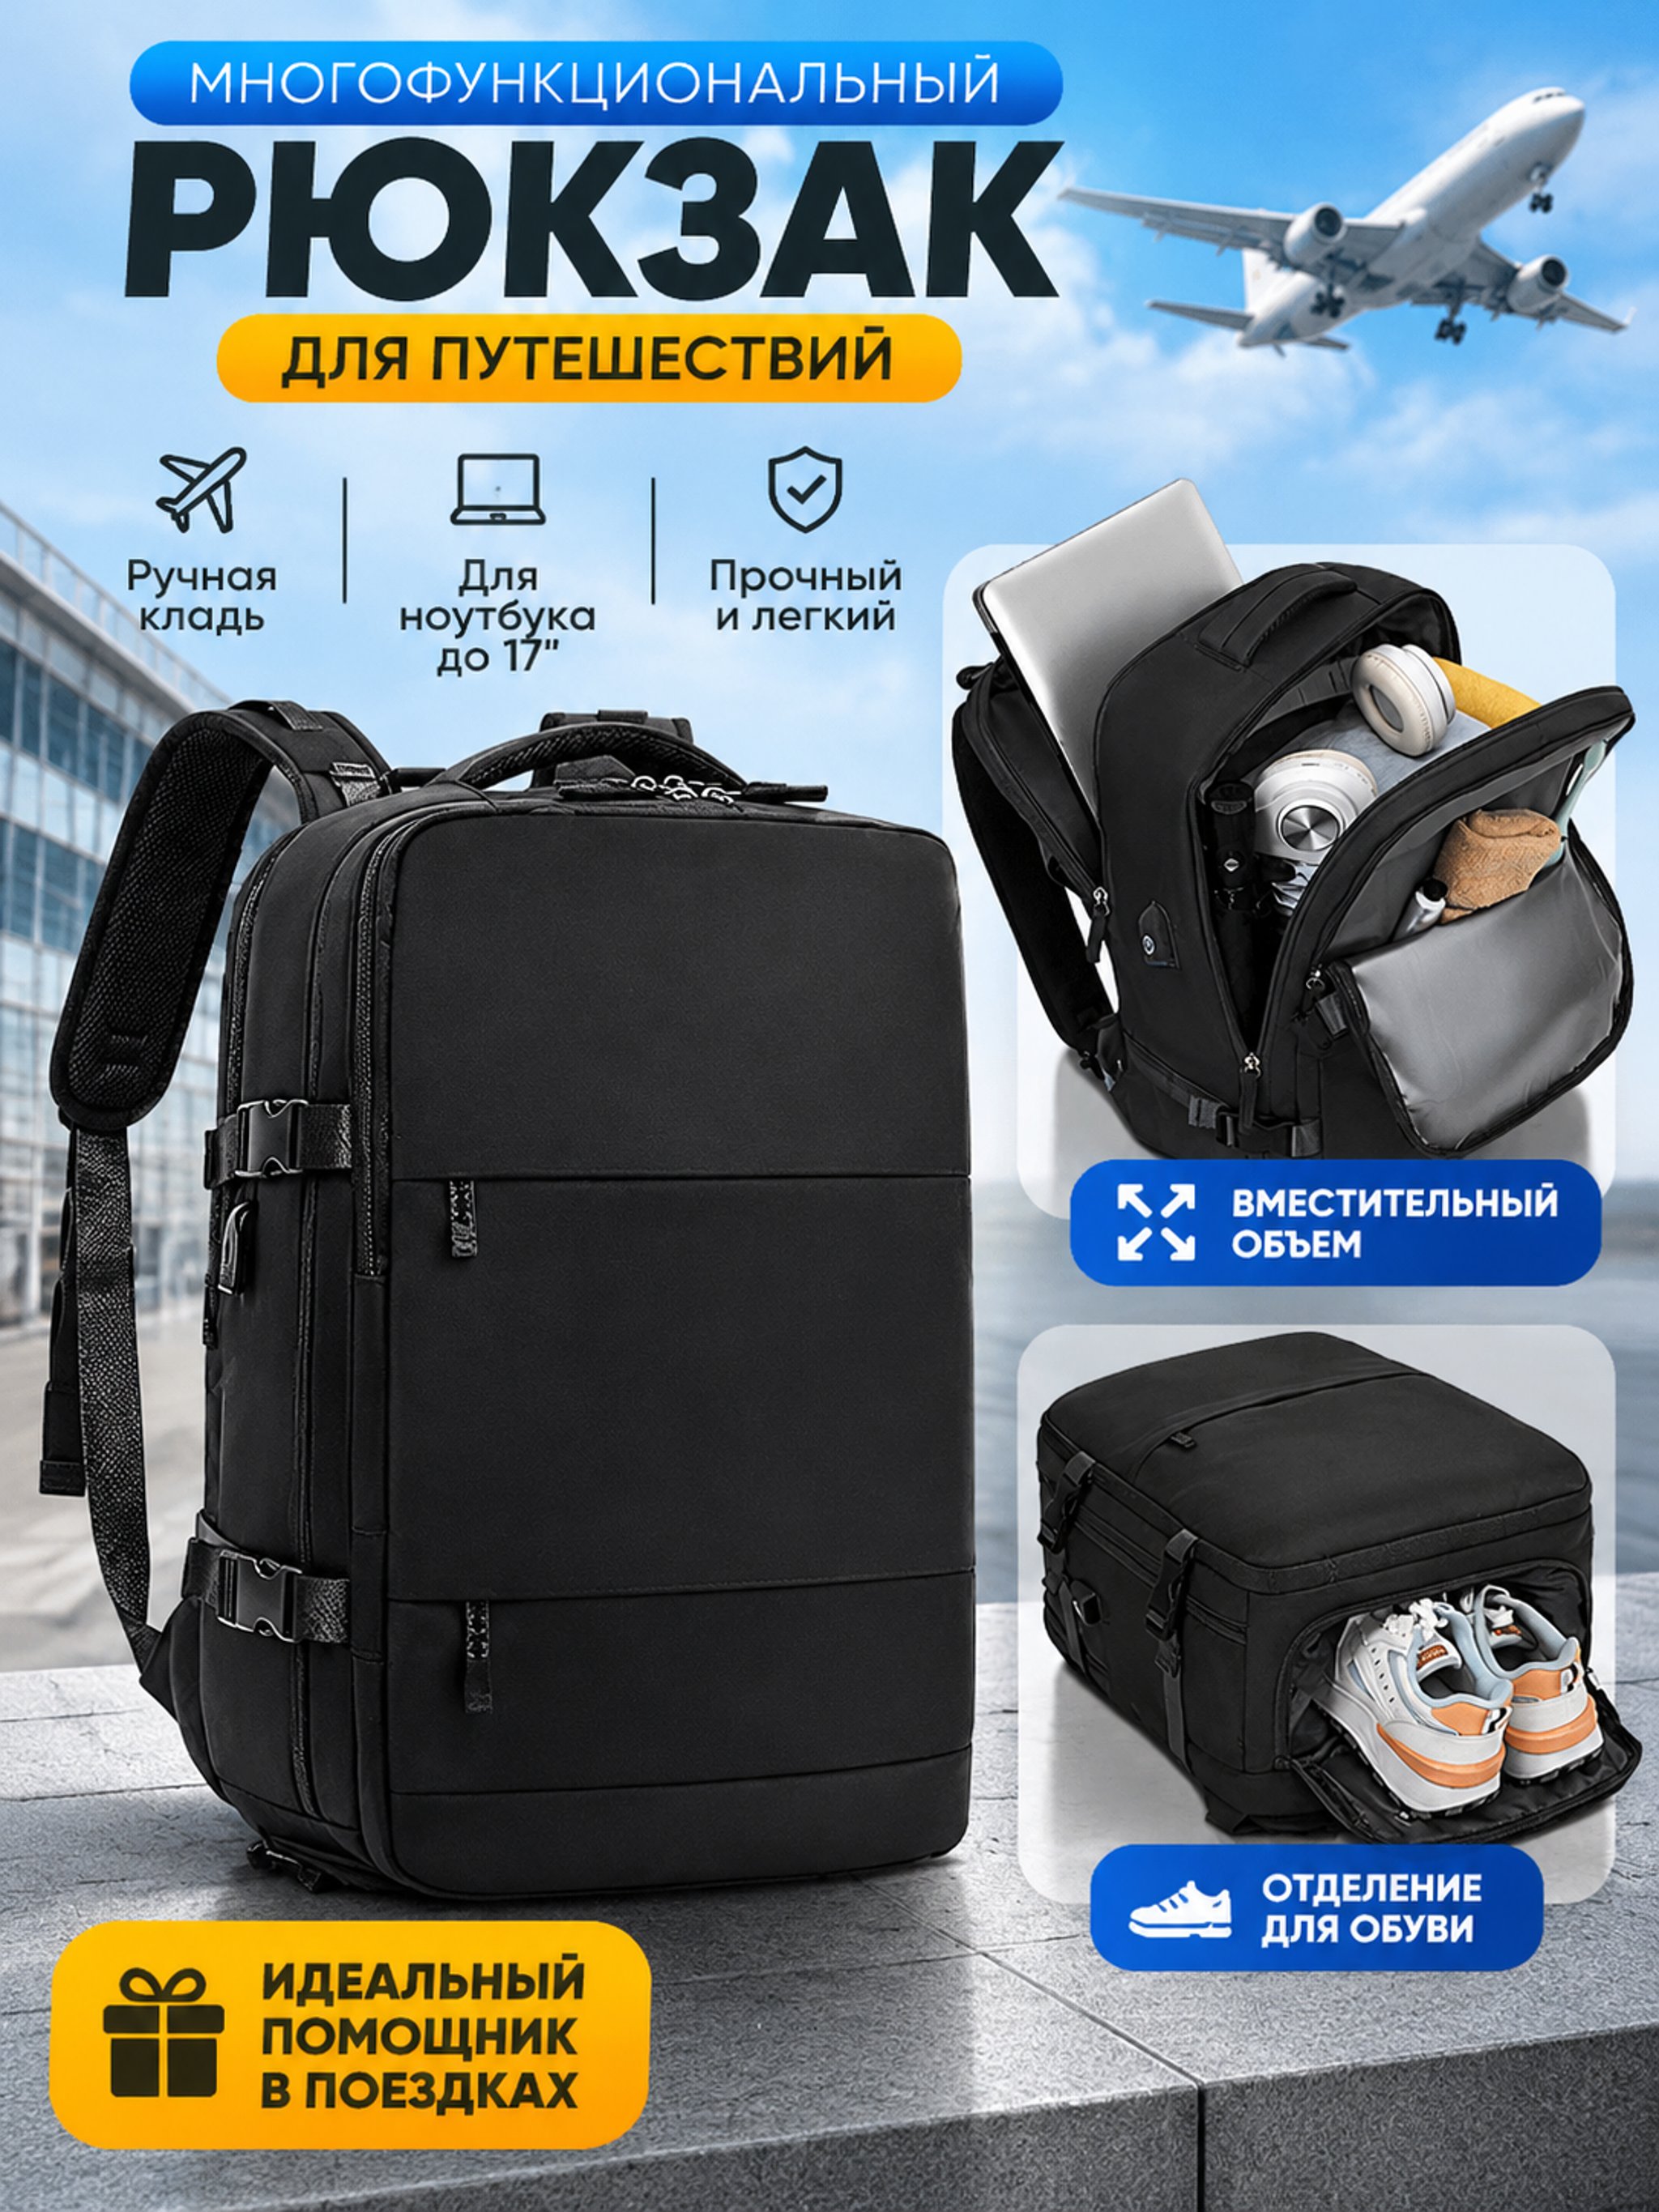 МНОГОФУНКЦИОНАЛЬНЫЙ
РЮКЗАК
ДЛЯ ПУТЕШЕСТВИЙ
Ручная
кладь
Для
ноутбука
до 17"
Прочный
и легкий
ВМЕСТИТЕЛЬНЫЙ
ОБЪЕМ
ОТДЕЛЕНИЕ
ДЛЯ ОБУВИ
ИДЕАЛЬНЫЙ
ПОМОЩНИК
В ПОЕЗДКАХ